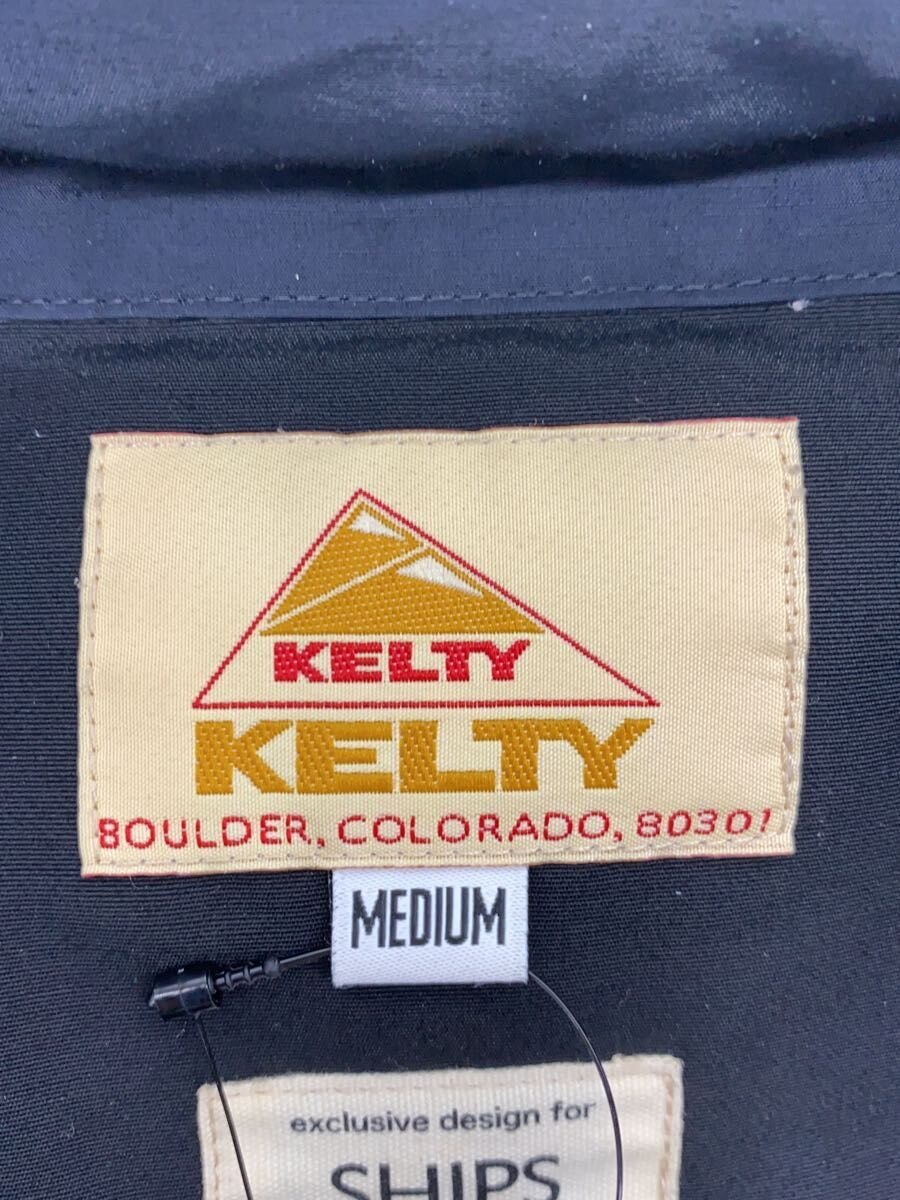 KELTY
KELTY
BOULDER, COLORADO, 80301
MEDIUM
exclusive design for
SHIPS